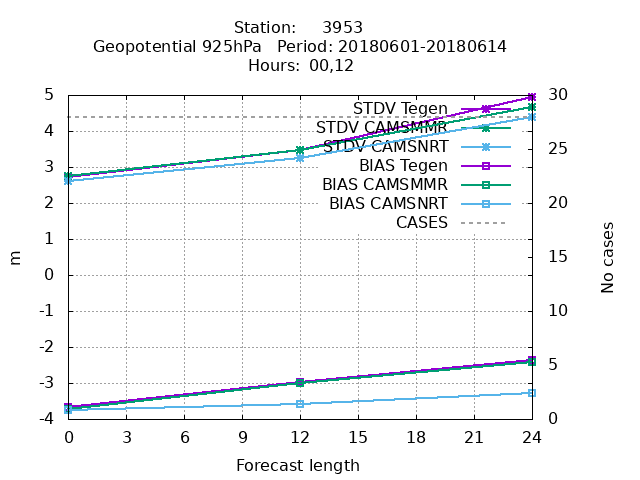 Station: 3953
Geopotential 925hPa Period: 20180601-20180614
Hours: 00,12
5
4
3
2
1
0
-1
-2
-3
-4
m
30
25
20
15
10
5
0
No cases
STDV Tegen
STDV CAMSMMR
STDV CAMSNRT
BIAS Tegen
BIAS CAMSMMR
BIAS CAMSNRT
CASES
0 3 6 9 12 15 18 21 24
Forecast length